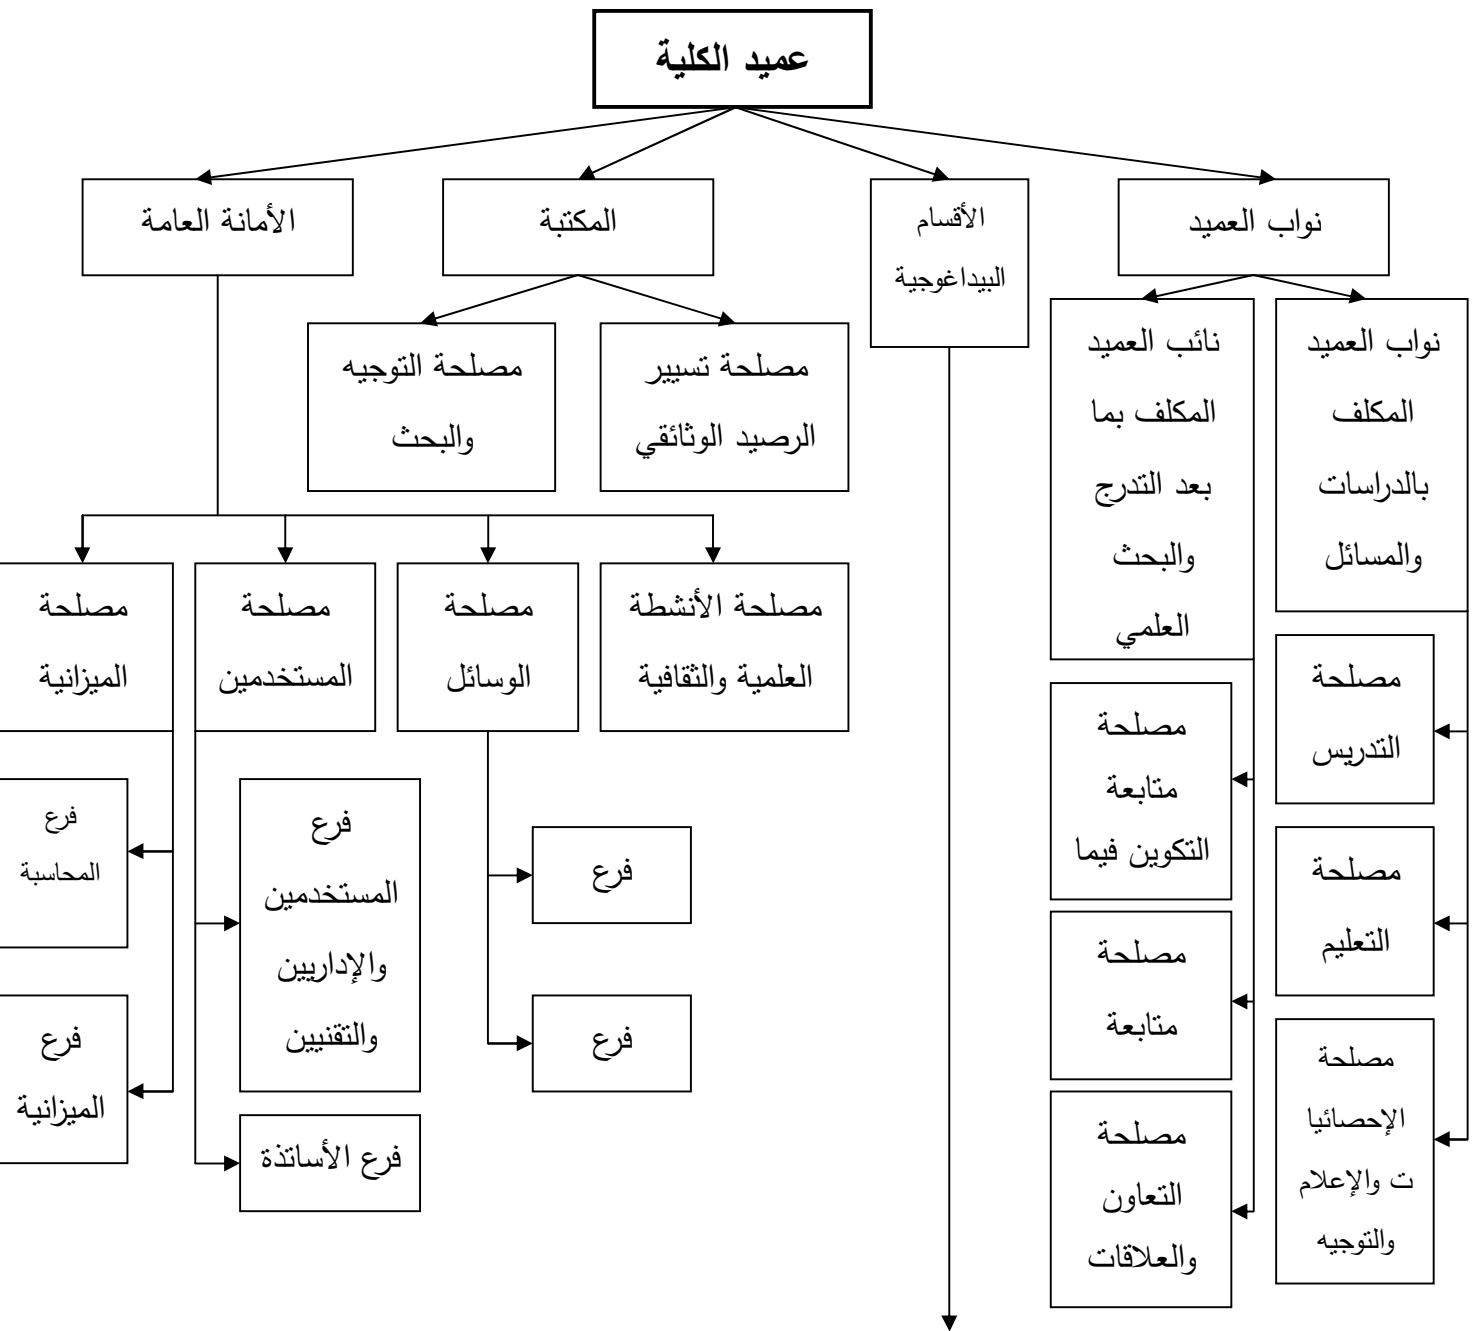 عميد الكلية
نواب العميد
الأقسام
البيداغوجية
المكتبة
الأمانة العامة
نواب العميد
المكلف
بالدراسات
والمسائل
نائب العميد
المكلف بما
بعد التدرج
والبحث
العلمي
مصلحة تسيير
الرصيد الوثائقي
مصلحة التوجيه
والبحث
مصلحة الأنشطة
العلمية والثقافية
مصلحة
الوسائل
مصلحة
المستخدمين
مصلحة
الميزانية
مصلحة
التدريس
مصلحة
التعليم
مصلحة
الإحصائيا
ت والإعلام
والتوجيه
مصلحة
متابعة
التكوين فيما
مصلحة
متابعة
مصلحة
التعاون
والعلاقات
فرع
فرع
فرع
المستخدمين
والإداريين
والتقنيين
فرع الأساتذة
فرع
المحاسبة
فرع
الميزانية